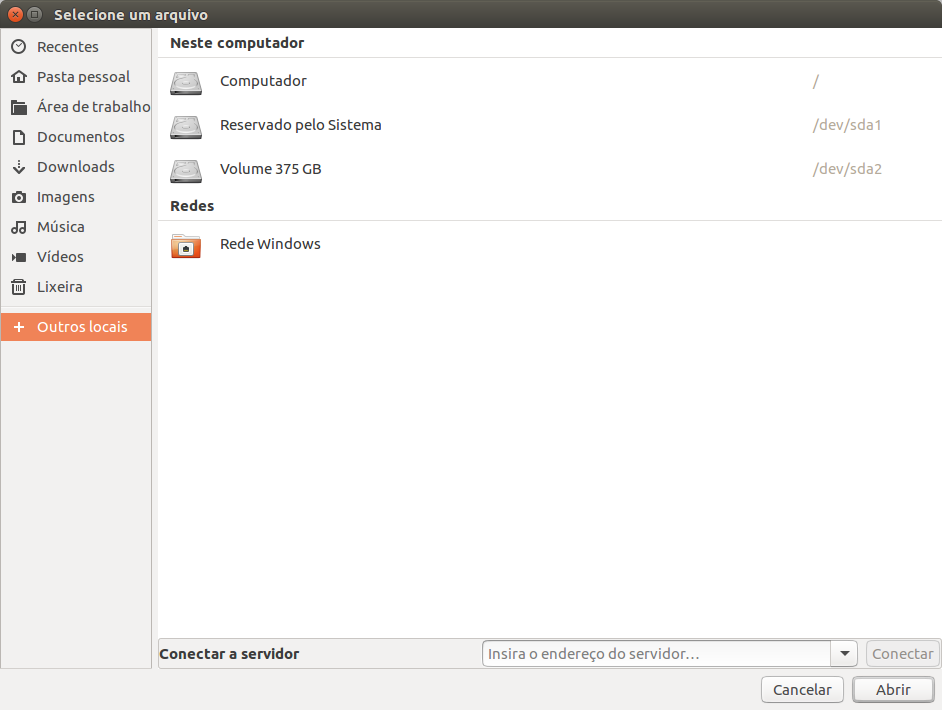 Selecione um arquivo
Recentes
Pasta pessoal
Área de trabalho
Documentos
Downloads
Imagens
Música
Vídeos
Lixeira
Outros locais
Neste computador
Computador /
Reservado pelo Sistema /dev/sda1
Volume 375 GB /dev/sda2
Redes
Rede Windows
Conectar a servidor Insira o endereço do servidor... Conectar
Cancelar Abrir